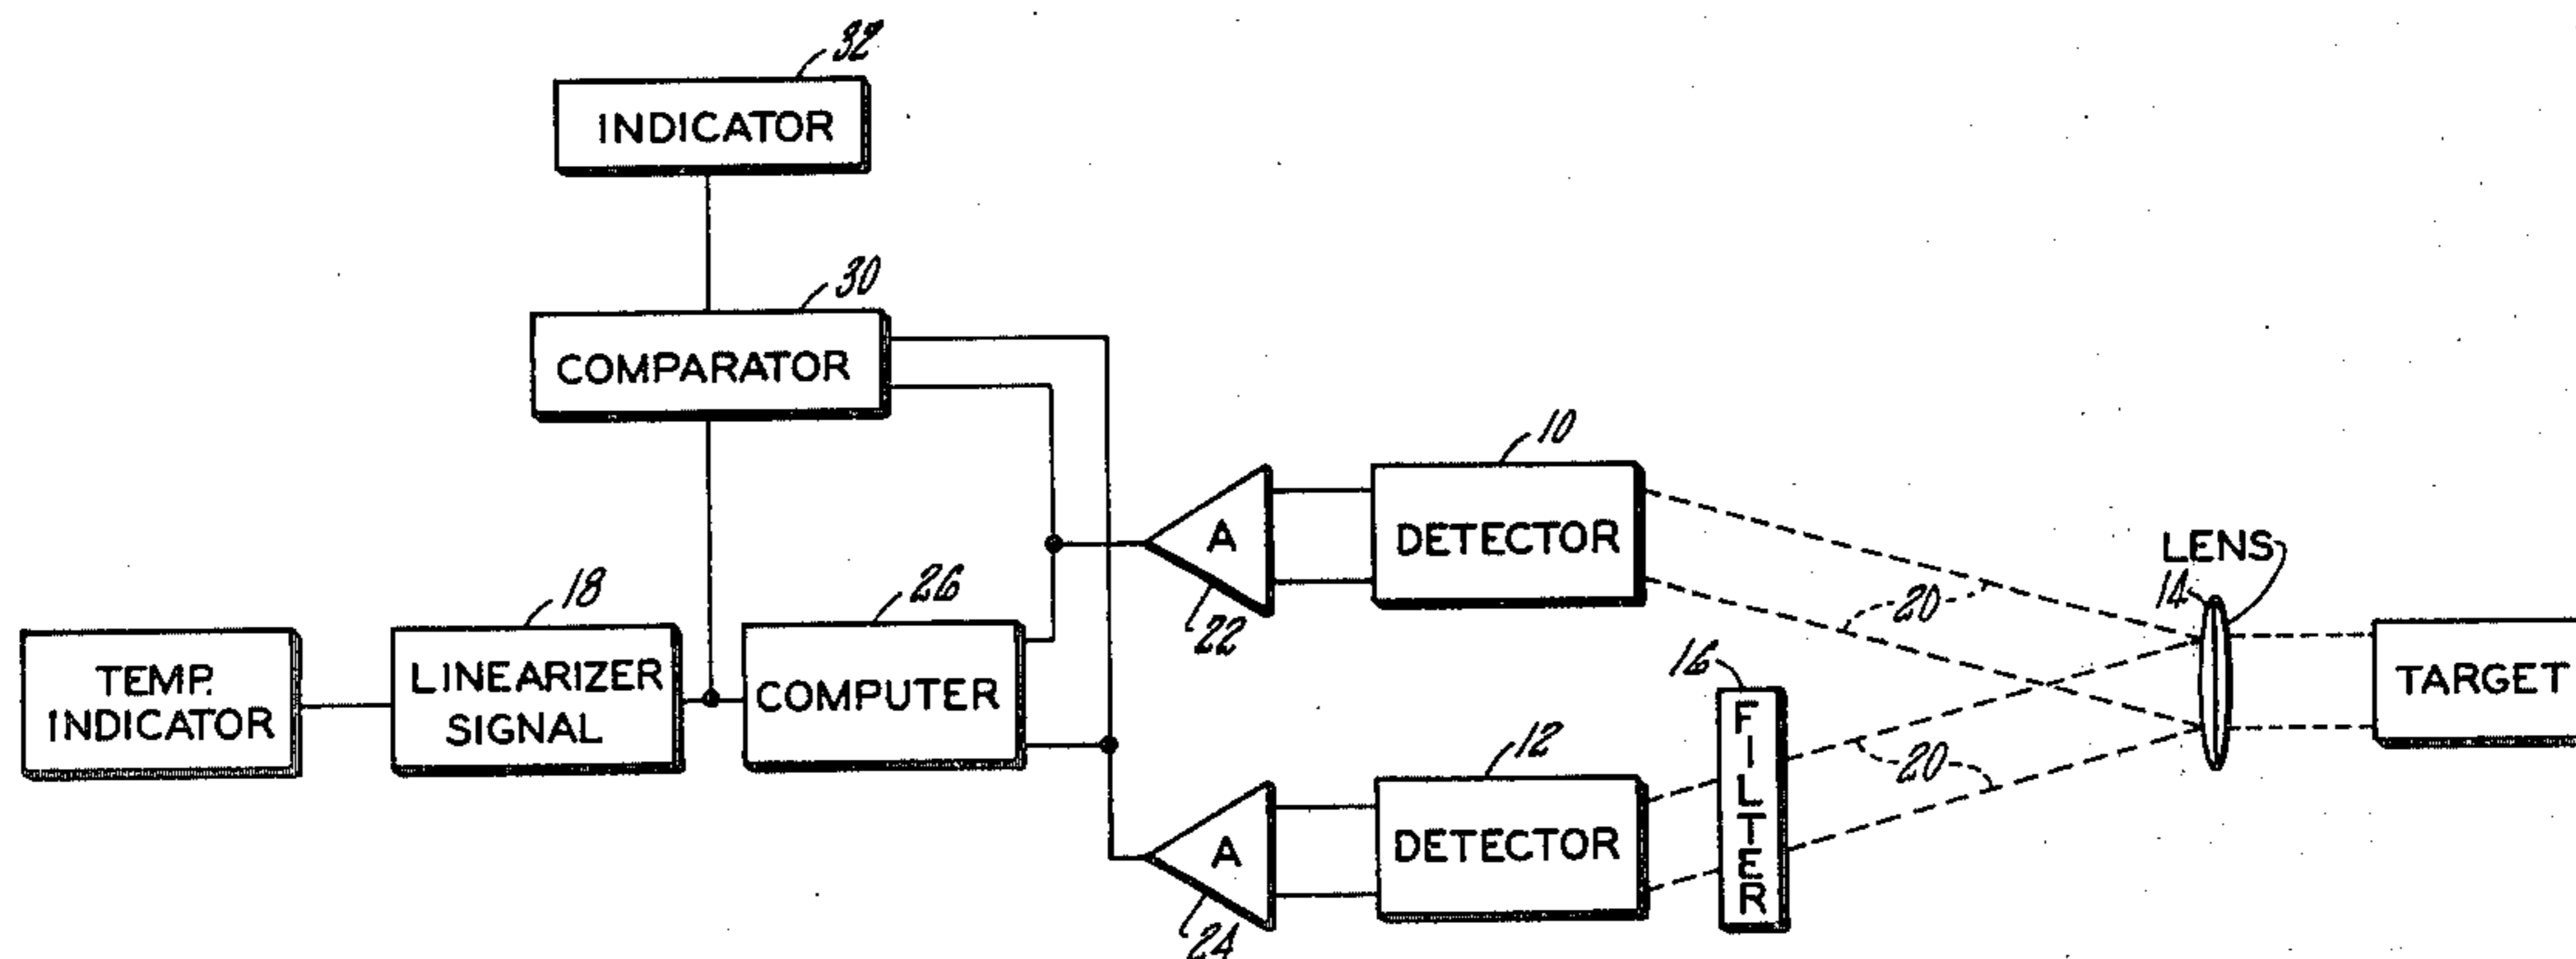 32
INDICATOR
30
COMPARATOR
10
DETECTOR
A
22
LENS
14
20
18
26
16
TEMP.
INDICATOR
LINEARIZER
SIGNAL
COMPUTER
FILTER
TARGET
20
12
DETECTOR
A
24